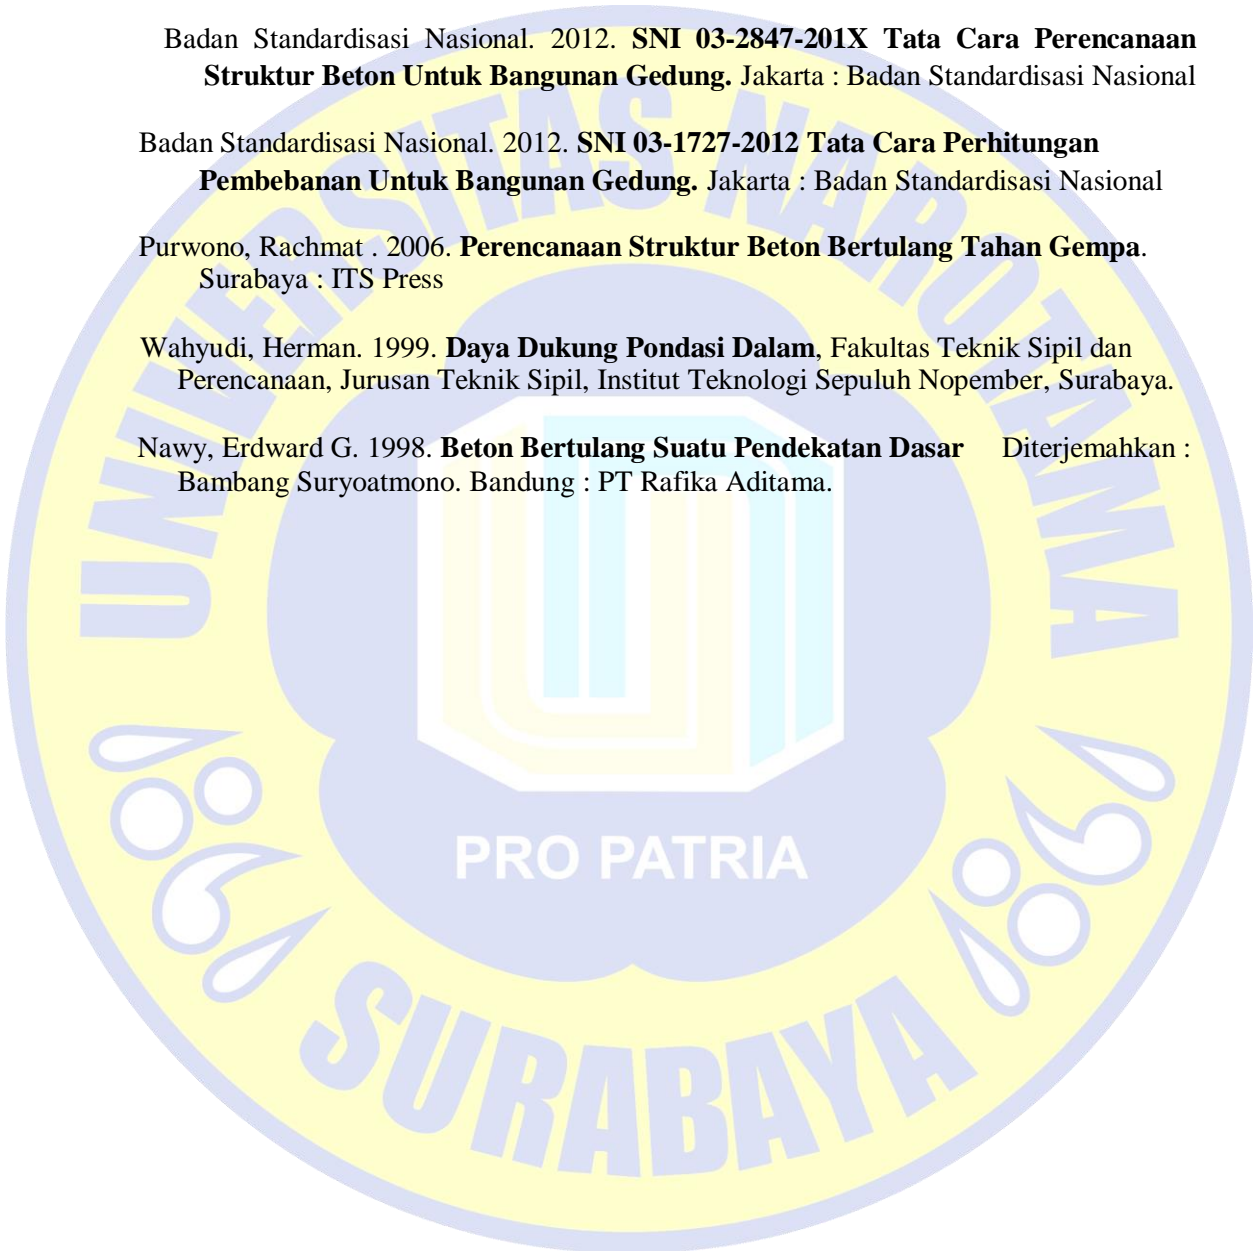 Badan Standardisasi Nasional. 2012. SNI 03-2847-201X Tata Cara Perencanaan
Struktur Beton Untuk Bangunan Gedung. Jakarta : Badan Standardisasi Nasional
Badan Standardisasi Nasional. 2012. SNI 03-1727-2012 Tata Cara Perhitungan
Pembebanan Untuk Bangunan Gedung. Jakarta : Badan Standardisasi Nasional
Purwono, Rachmat . 2006. Perencanaan Struktur Beton Bertulang Tahan Gempa.
Surabaya : ITS Press
Wahyudi, Herman. 1999. Daya Dukung Pondasi Dalam, Fakultas Teknik Sipil dan
Perencanaan, Jurusan Teknik Sipil, Institut Teknologi Sepuluh Nopember, Surabaya.
Nawy, Erdward G. 1998. Beton Bertulang Suatu Pendekatan Dasar Diterjemahkan :
Bambang Suryoatmono. Bandung : PT Rafika Aditama.
UNIVERSITAS NAROTAMA
PRO PATRIA
SURABAYA